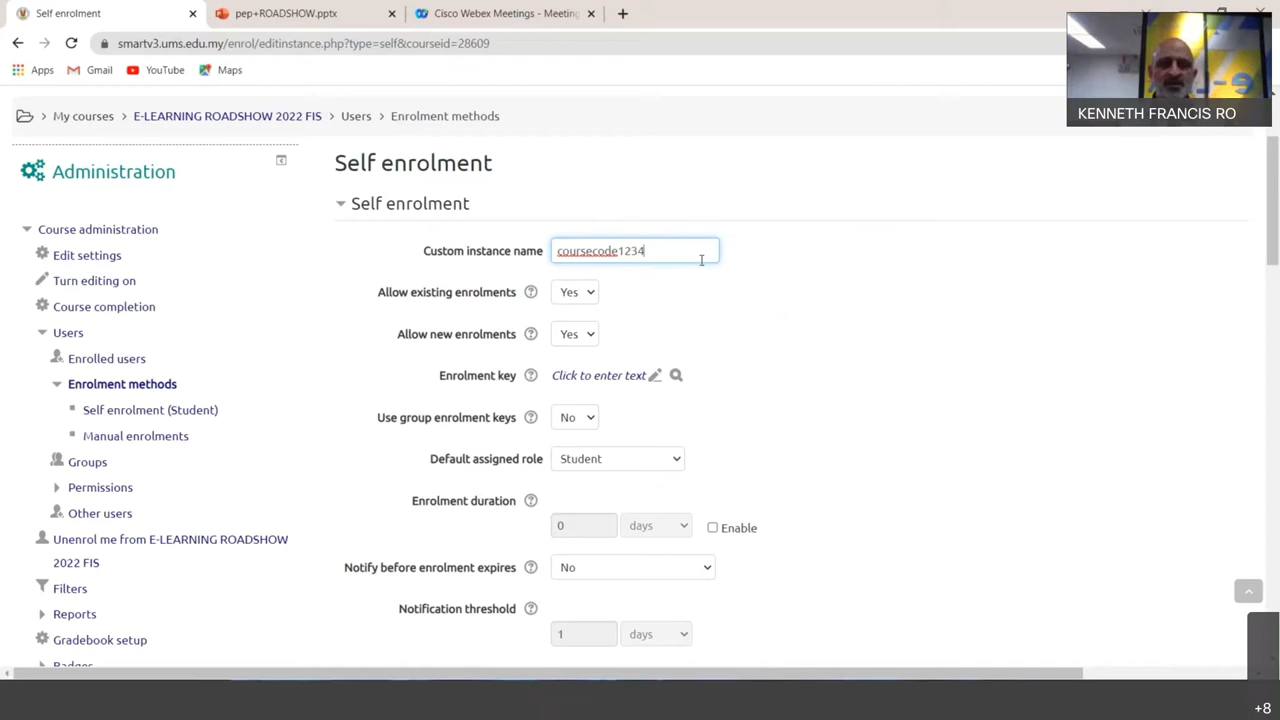 Self enrolment
pep+ROADSHOW.pptx
Cisco Webex Meetings - Meeting
smartv3.ums.edu.my/enrol/editinstance.php?type=self&courseid=28609
Apps Gmail YouTube Maps
KENNETH FRANCIS RO
My courses > E-LEARNING ROADSHOW 2022 FIS > Users > Enrolment methods
Administration
Course administration
Edit settings
Turn editing on
Course completion
Users
Enrolled users
Enrolment methods
Self enrolment (Student)
Manual enrolments
Groups
Permissions
Other users
Unenrol me from E-LEARNING ROADSHOW
2022 FIS
Filters
Reports
Gradebook setup
Badges
Self enrolment
Self enrolment
Custom instance name coursecode1234
Allow existing enrolments ? Yes
Allow new enrolments ? Yes
Enrolment key ? Click to enter text
Use group enrolment keys ? No
Default assigned role Student
Enrolment duration ?
0 days Enable
Notify before enrolment expires ? No
Notification threshold ?
1 days
+8